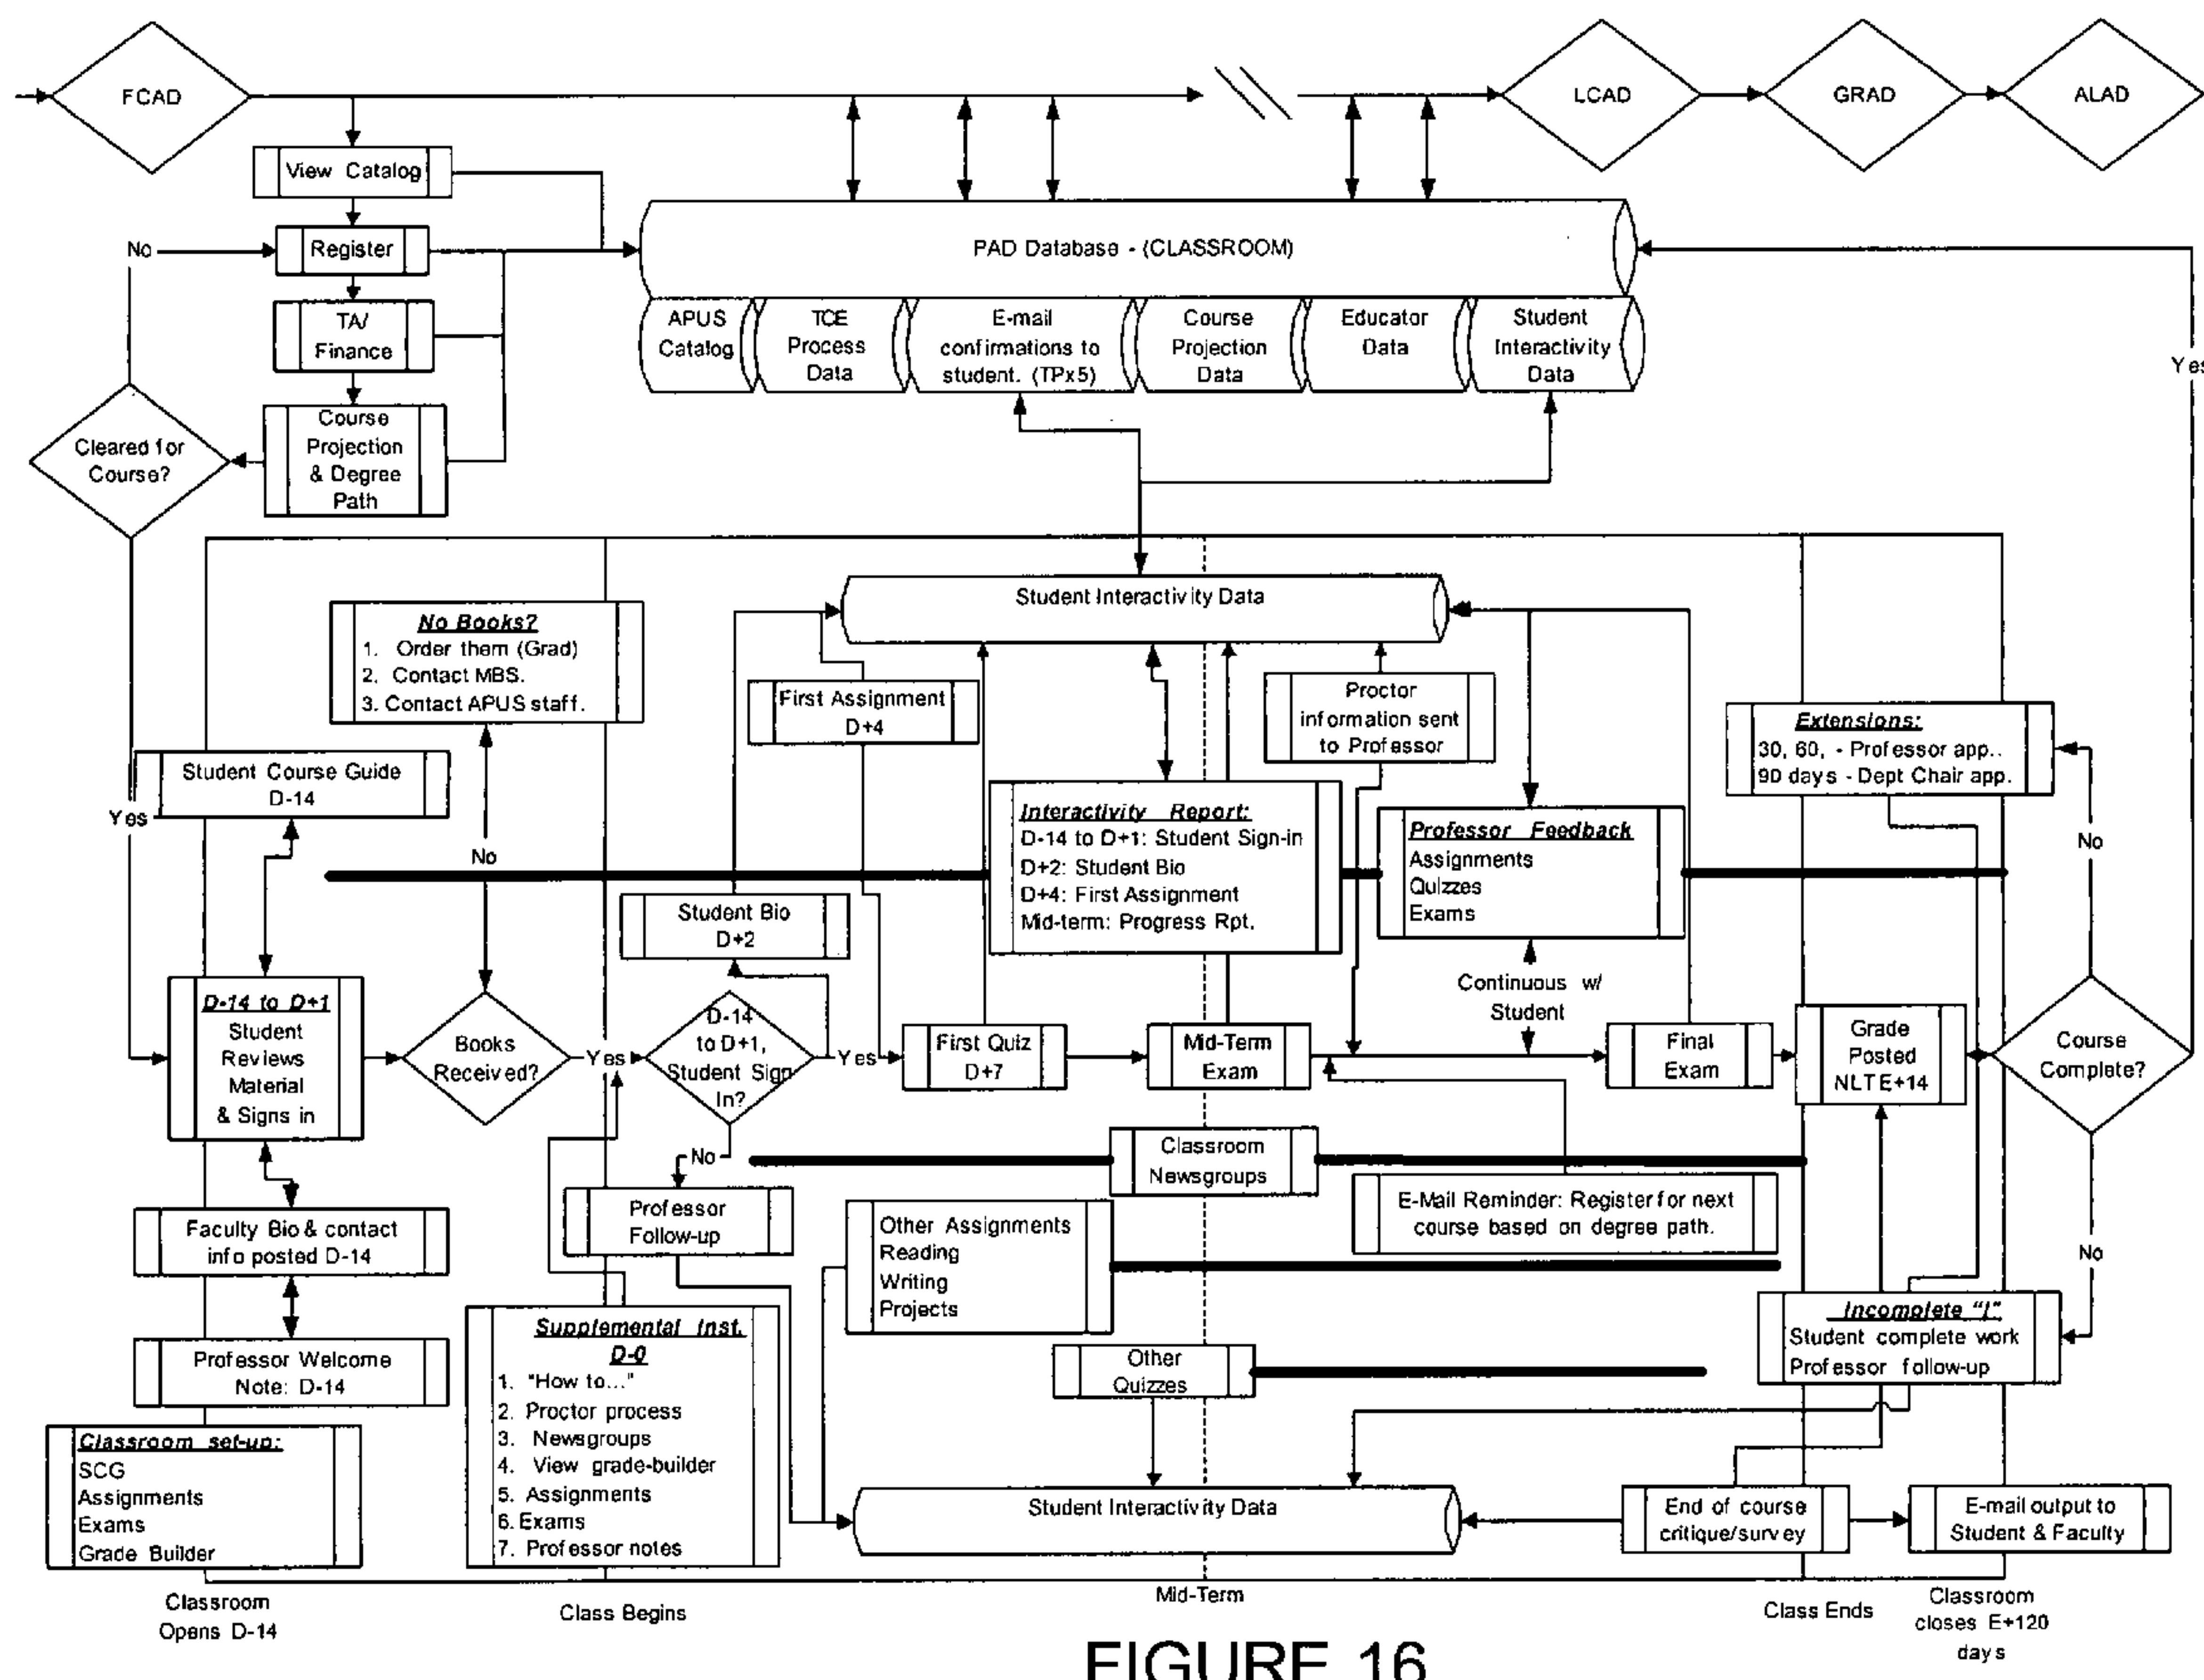 FCAD
LCAD
GRAD
ALAD
View Catalog
No
Register
PAD Database - (CLASSROOM)
TA/
Finance
APUS
Catalog
TCE
Process
Data
E-mail
confirmations to
student. (TPx5)
Course
Projection
Data
Educator
Data
Student
Interactivity
Data
Yes
Cleared for
Course?
Course
Projection
& Degree
Path
Student Interactivity Data
No Books?
1. Order them (Grad)
2. Contact MBS.
3. Contact APUS staff.
First Assignment
D+4
Proctor
information sent
to Professor
Extensions:
30, 60, - Professor app..
90 days - Dept Chair app.
Student Course Guide
D-14
Yes
No
Interactivity Report:
D-14 to D+1: Student Sign-in
D+2: Student Bio
D+4: First Assignment
Mid-term: Progress Rpt.
Professor Feedback
Assignments
Quizzes
Exams
No
Student Bio
D+2
Continuous w/
Student
D-14 to D+1
Student
Reviews
Material
& Signs in
Books
Received?
Yes
D-14
to D+1,
Student Sign
In?
Yes
First Quiz
D+7
Mid-Term
Exam
Final
Exam
Grade
Posted
NLTE+14
Course
Complete?
No
Classroom
Newsgroups
Faculty Bio & contact
info posted D-14
Professor
Follow-up
Other Assignments
Reading
Writing
Projects
E-Mail Reminder: Register for next
course based on degree path.
No
Professor Welcome
Note: D-14
Supplemental Inst.
D-0
1. "How to..."
2. Proctor process
3. Newsgroups
4. View grade-builder
5. Assignments
6. Exams
7. Professor notes
Other
Quizzes
Incomplete "I"
Student complete work
Professor follow-up
Classroom set-up:
SCG
Assignments
Exams
Grade Builder
Student Interactivity Data
End of course
critique/survey
E-mail output to
Student & Faculty
Classroom
Opens D-14
Class Begins
Mid-Term
Class Ends
Classroom
closes E+120
days
FIGURE 16